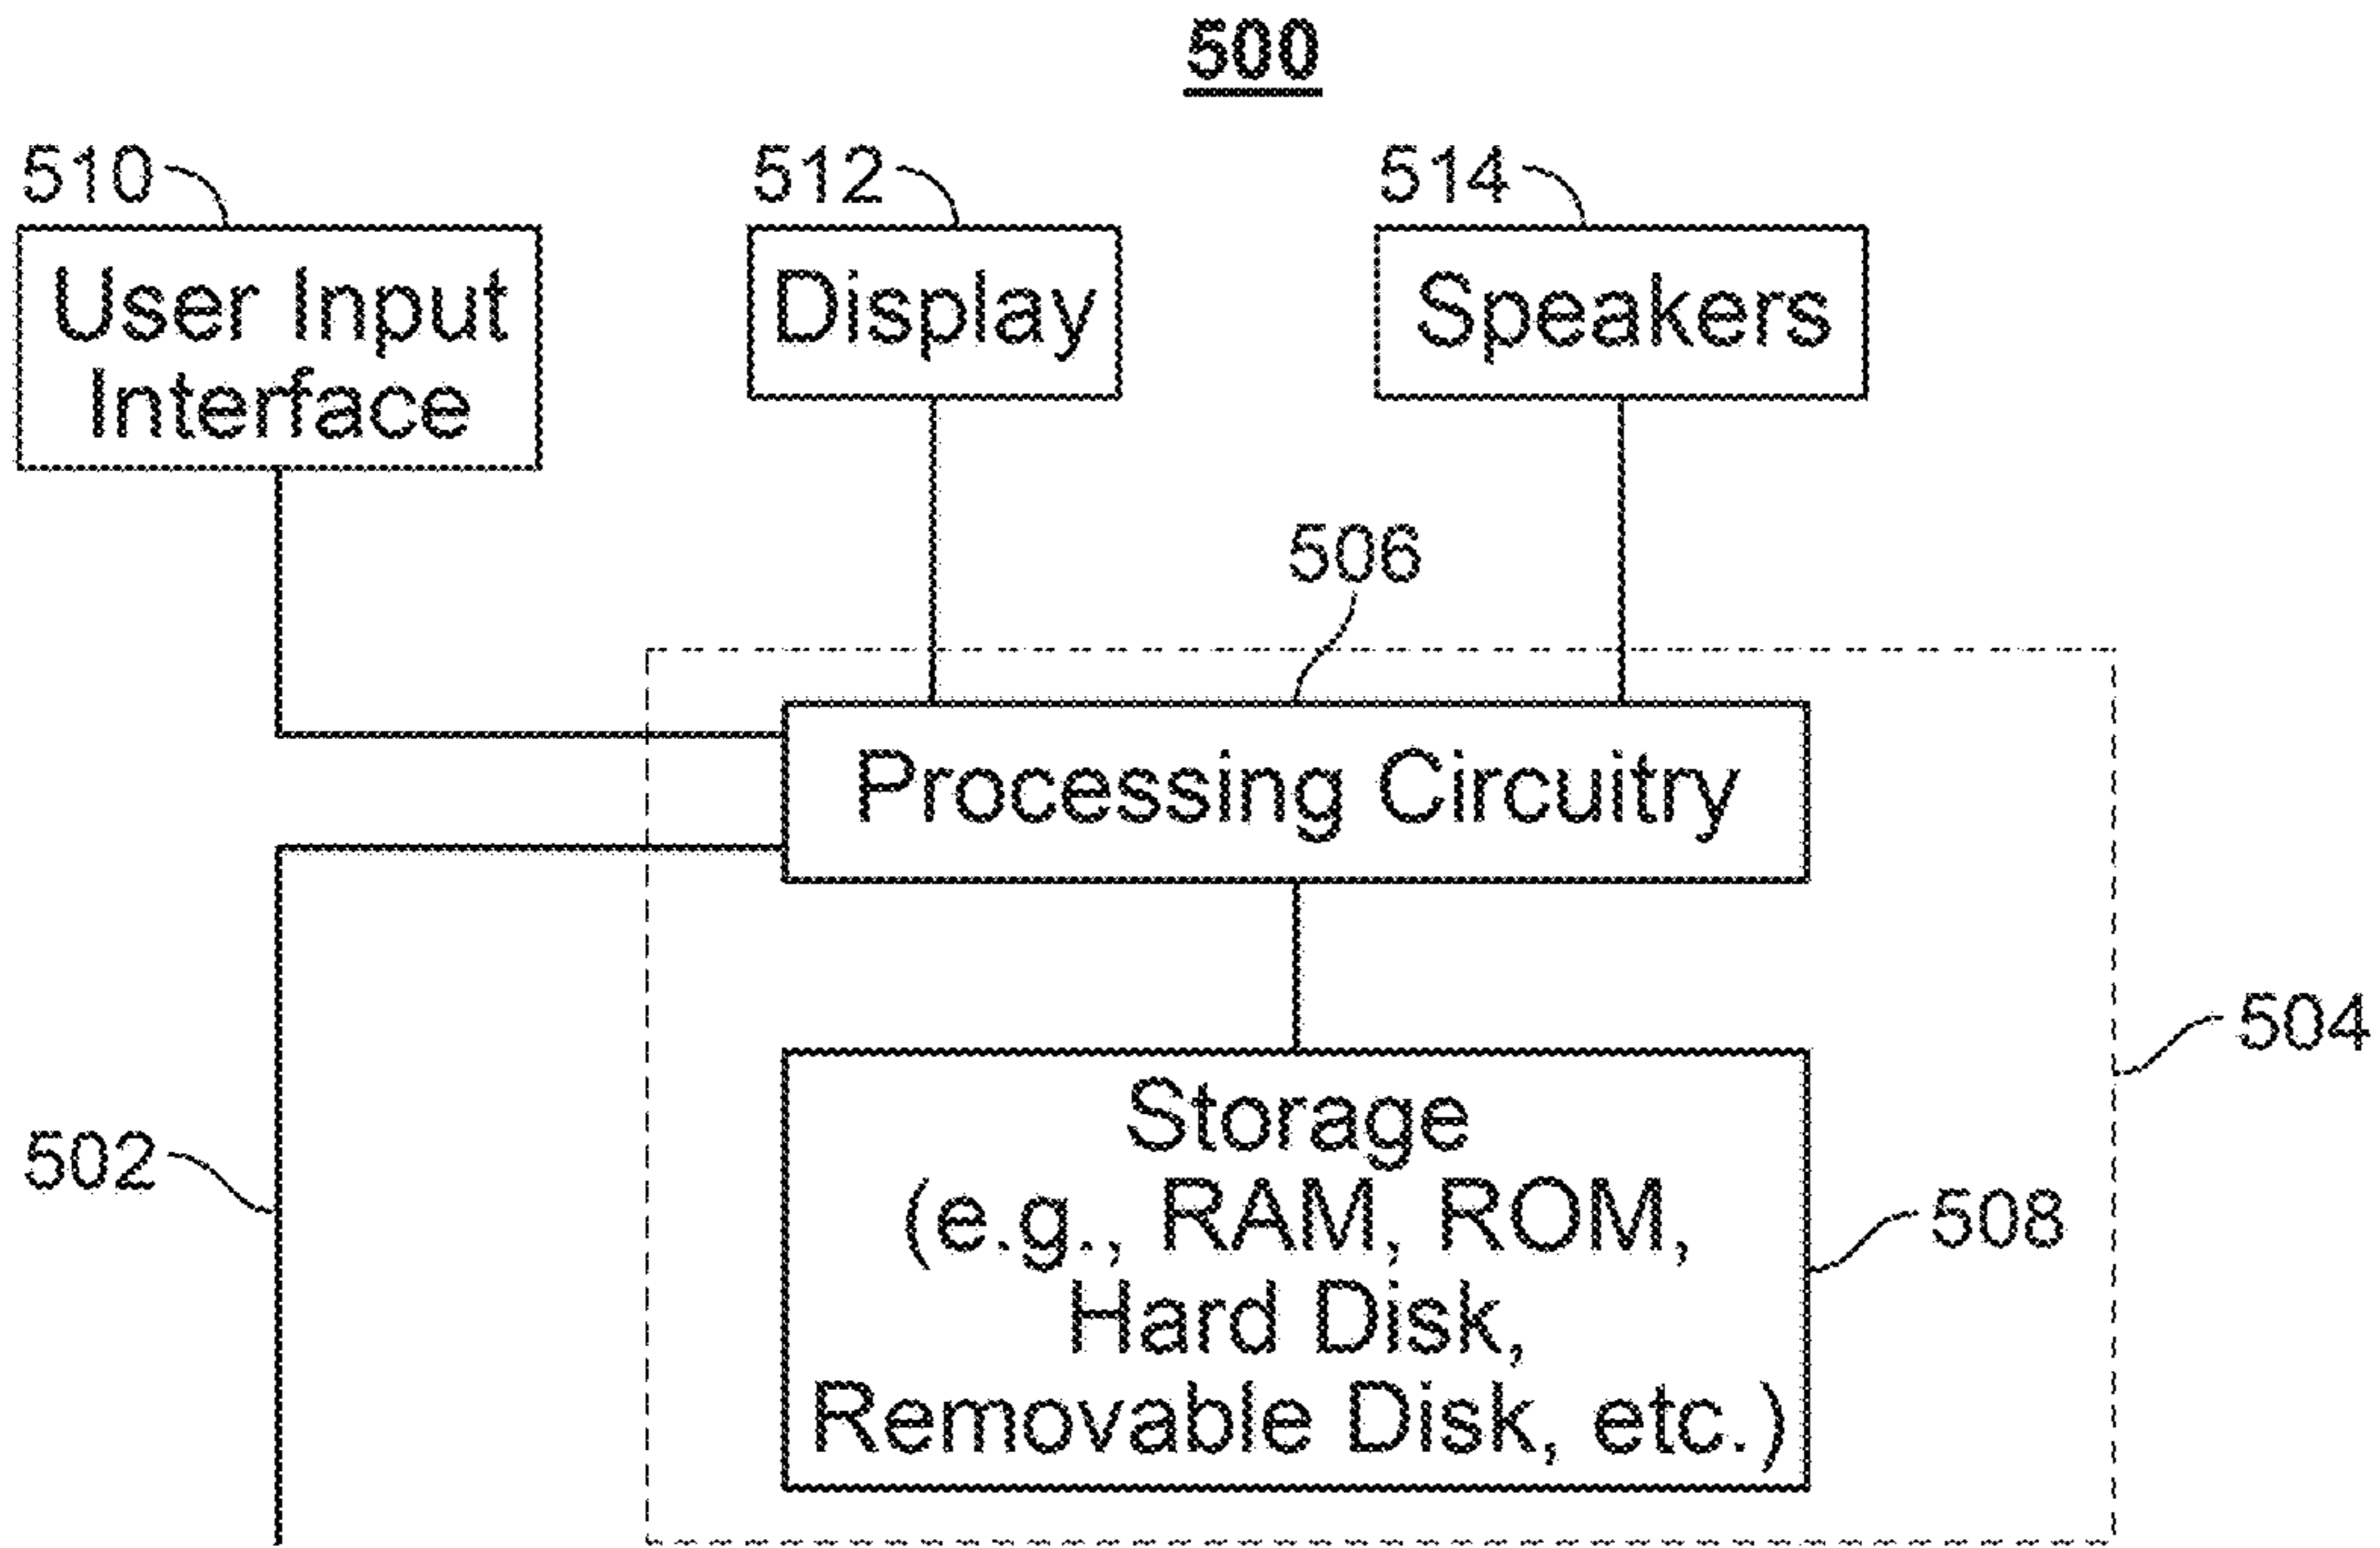 500
510
512
514
User Input
Interface
Display
Speakers
506
Processing Circuitry
504
502
Storage
(e.g., RAM, ROM,
Hard Disk,
Removable Disk, etc.)
508